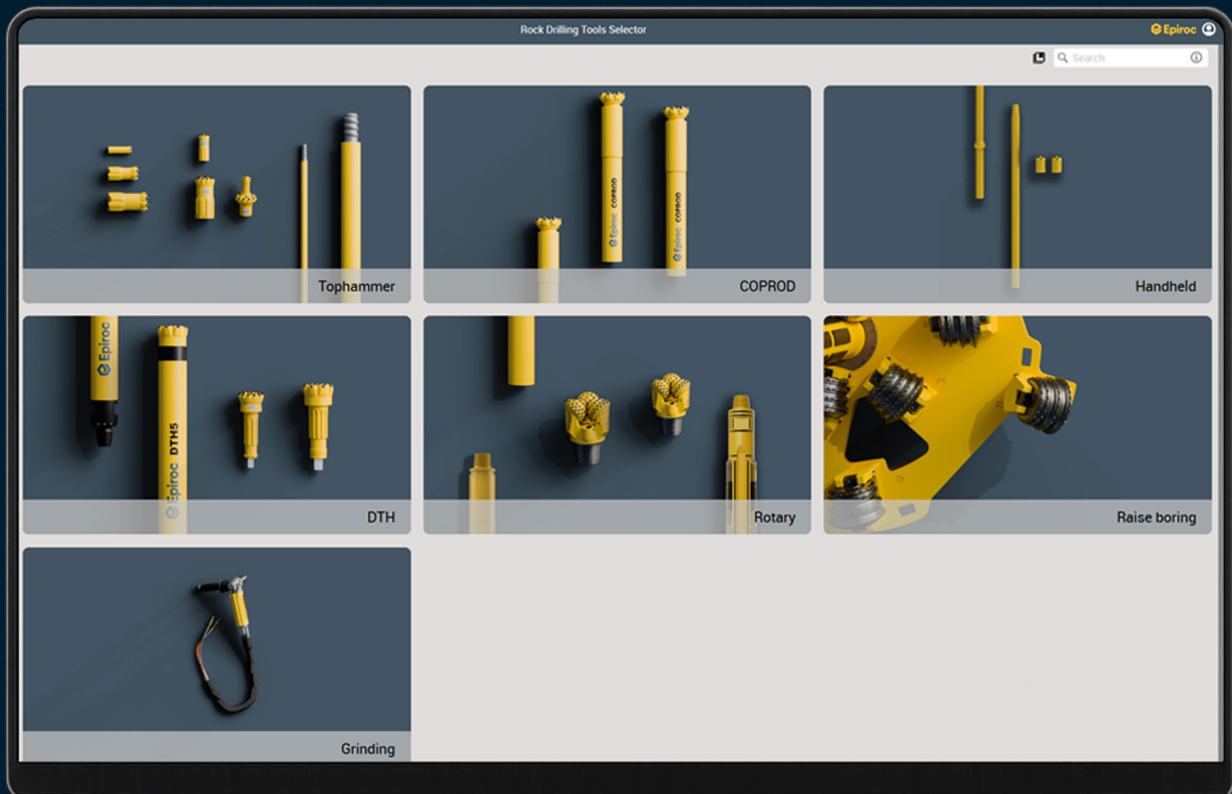 Rock Drilling Tools Selector
Epiroc
Search
Epiroc COPROD
Epiroc COPROD
Tophammer
COPROD
Handheld
Epiroc
Epiroc DTH5
DTH
Rotary
Raise boring
Grinding